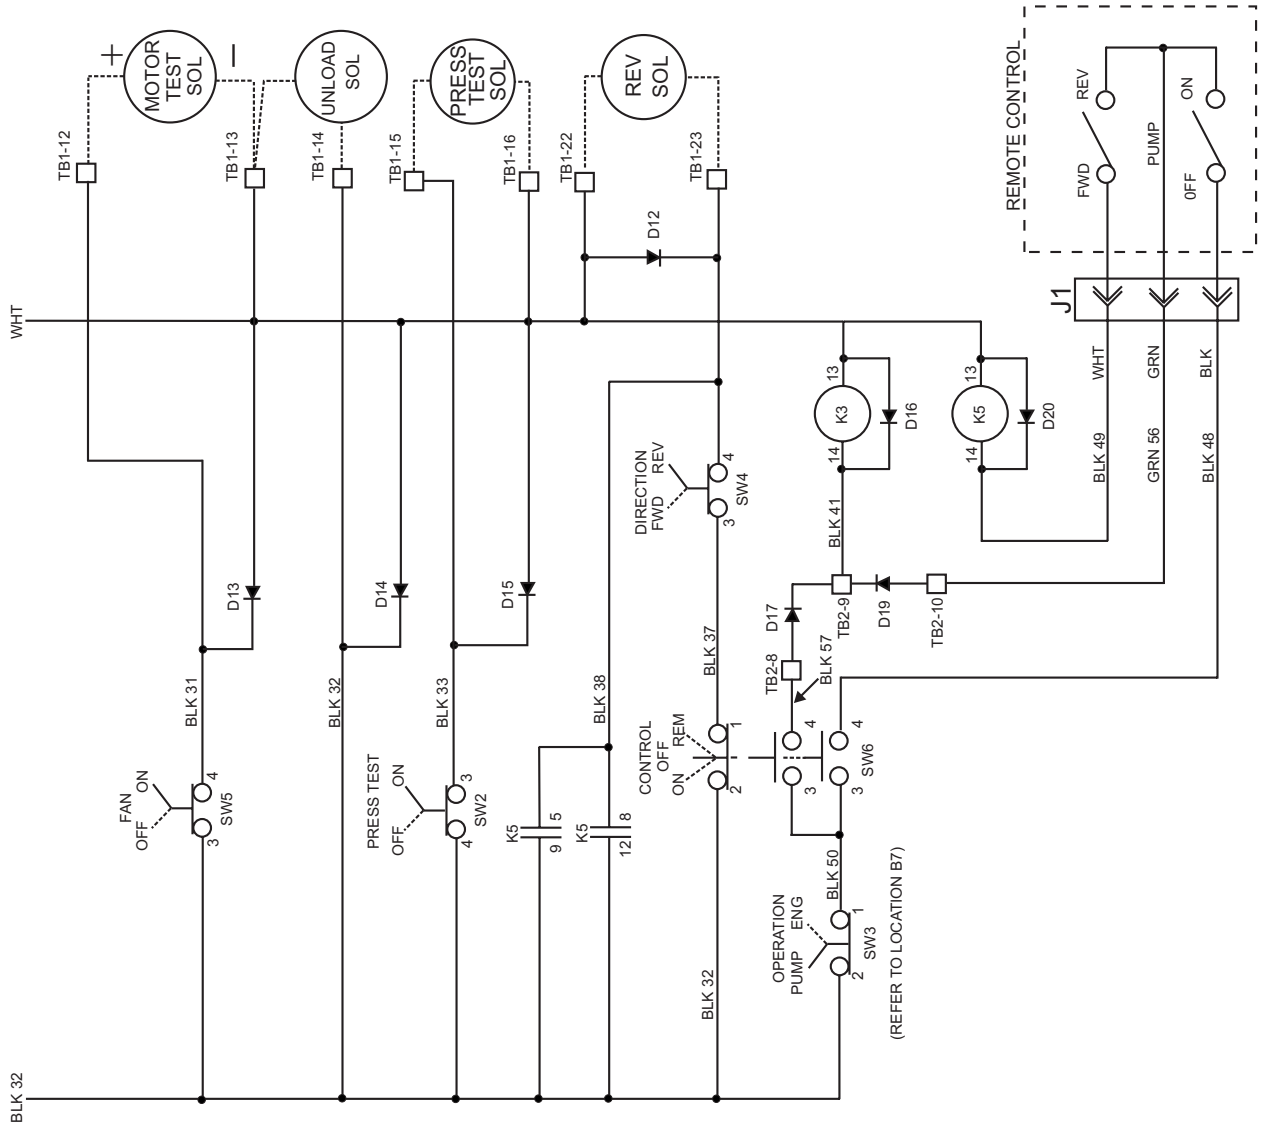 +
MOTOR
TEST
SOL
−
UNLOAD
SOL
PRESS
TEST
SOL
REV
SOL
TB1-12
TB1-13
TB1-14
TB1-15
TB1-16
TB1-22
TB1-23
D12
WHT
REMOTE CONTROL
REV
FWD
PUMP
ON
0FF
J1
WHT
GRN
BLK
BLK 49
GRN 56
BLK 48
13
K3
14
D16
13
K5
14
D20
BLK 41
DIRECTION
FWD REV
4
3
SW4
D13
D14
D15
D17
TB2-8
BLK 57
TB2-9
D19
TB2-10
BLK 31
BLK 32
BLK 33
BLK 38
BLK 37
FAN
OFF ON
4
3
SW5
PRESS TEST
OFF ON
3
4
SW2
K5
5
9
K5
8
12
CONTROL
OFF
ON REM
1
2
4
3
4
3
SW6
BLK 50
OPERATION
PUMP ENG
1
2
SW3
(REFER TO LOCATION B7)
BLK 32
BLK 32